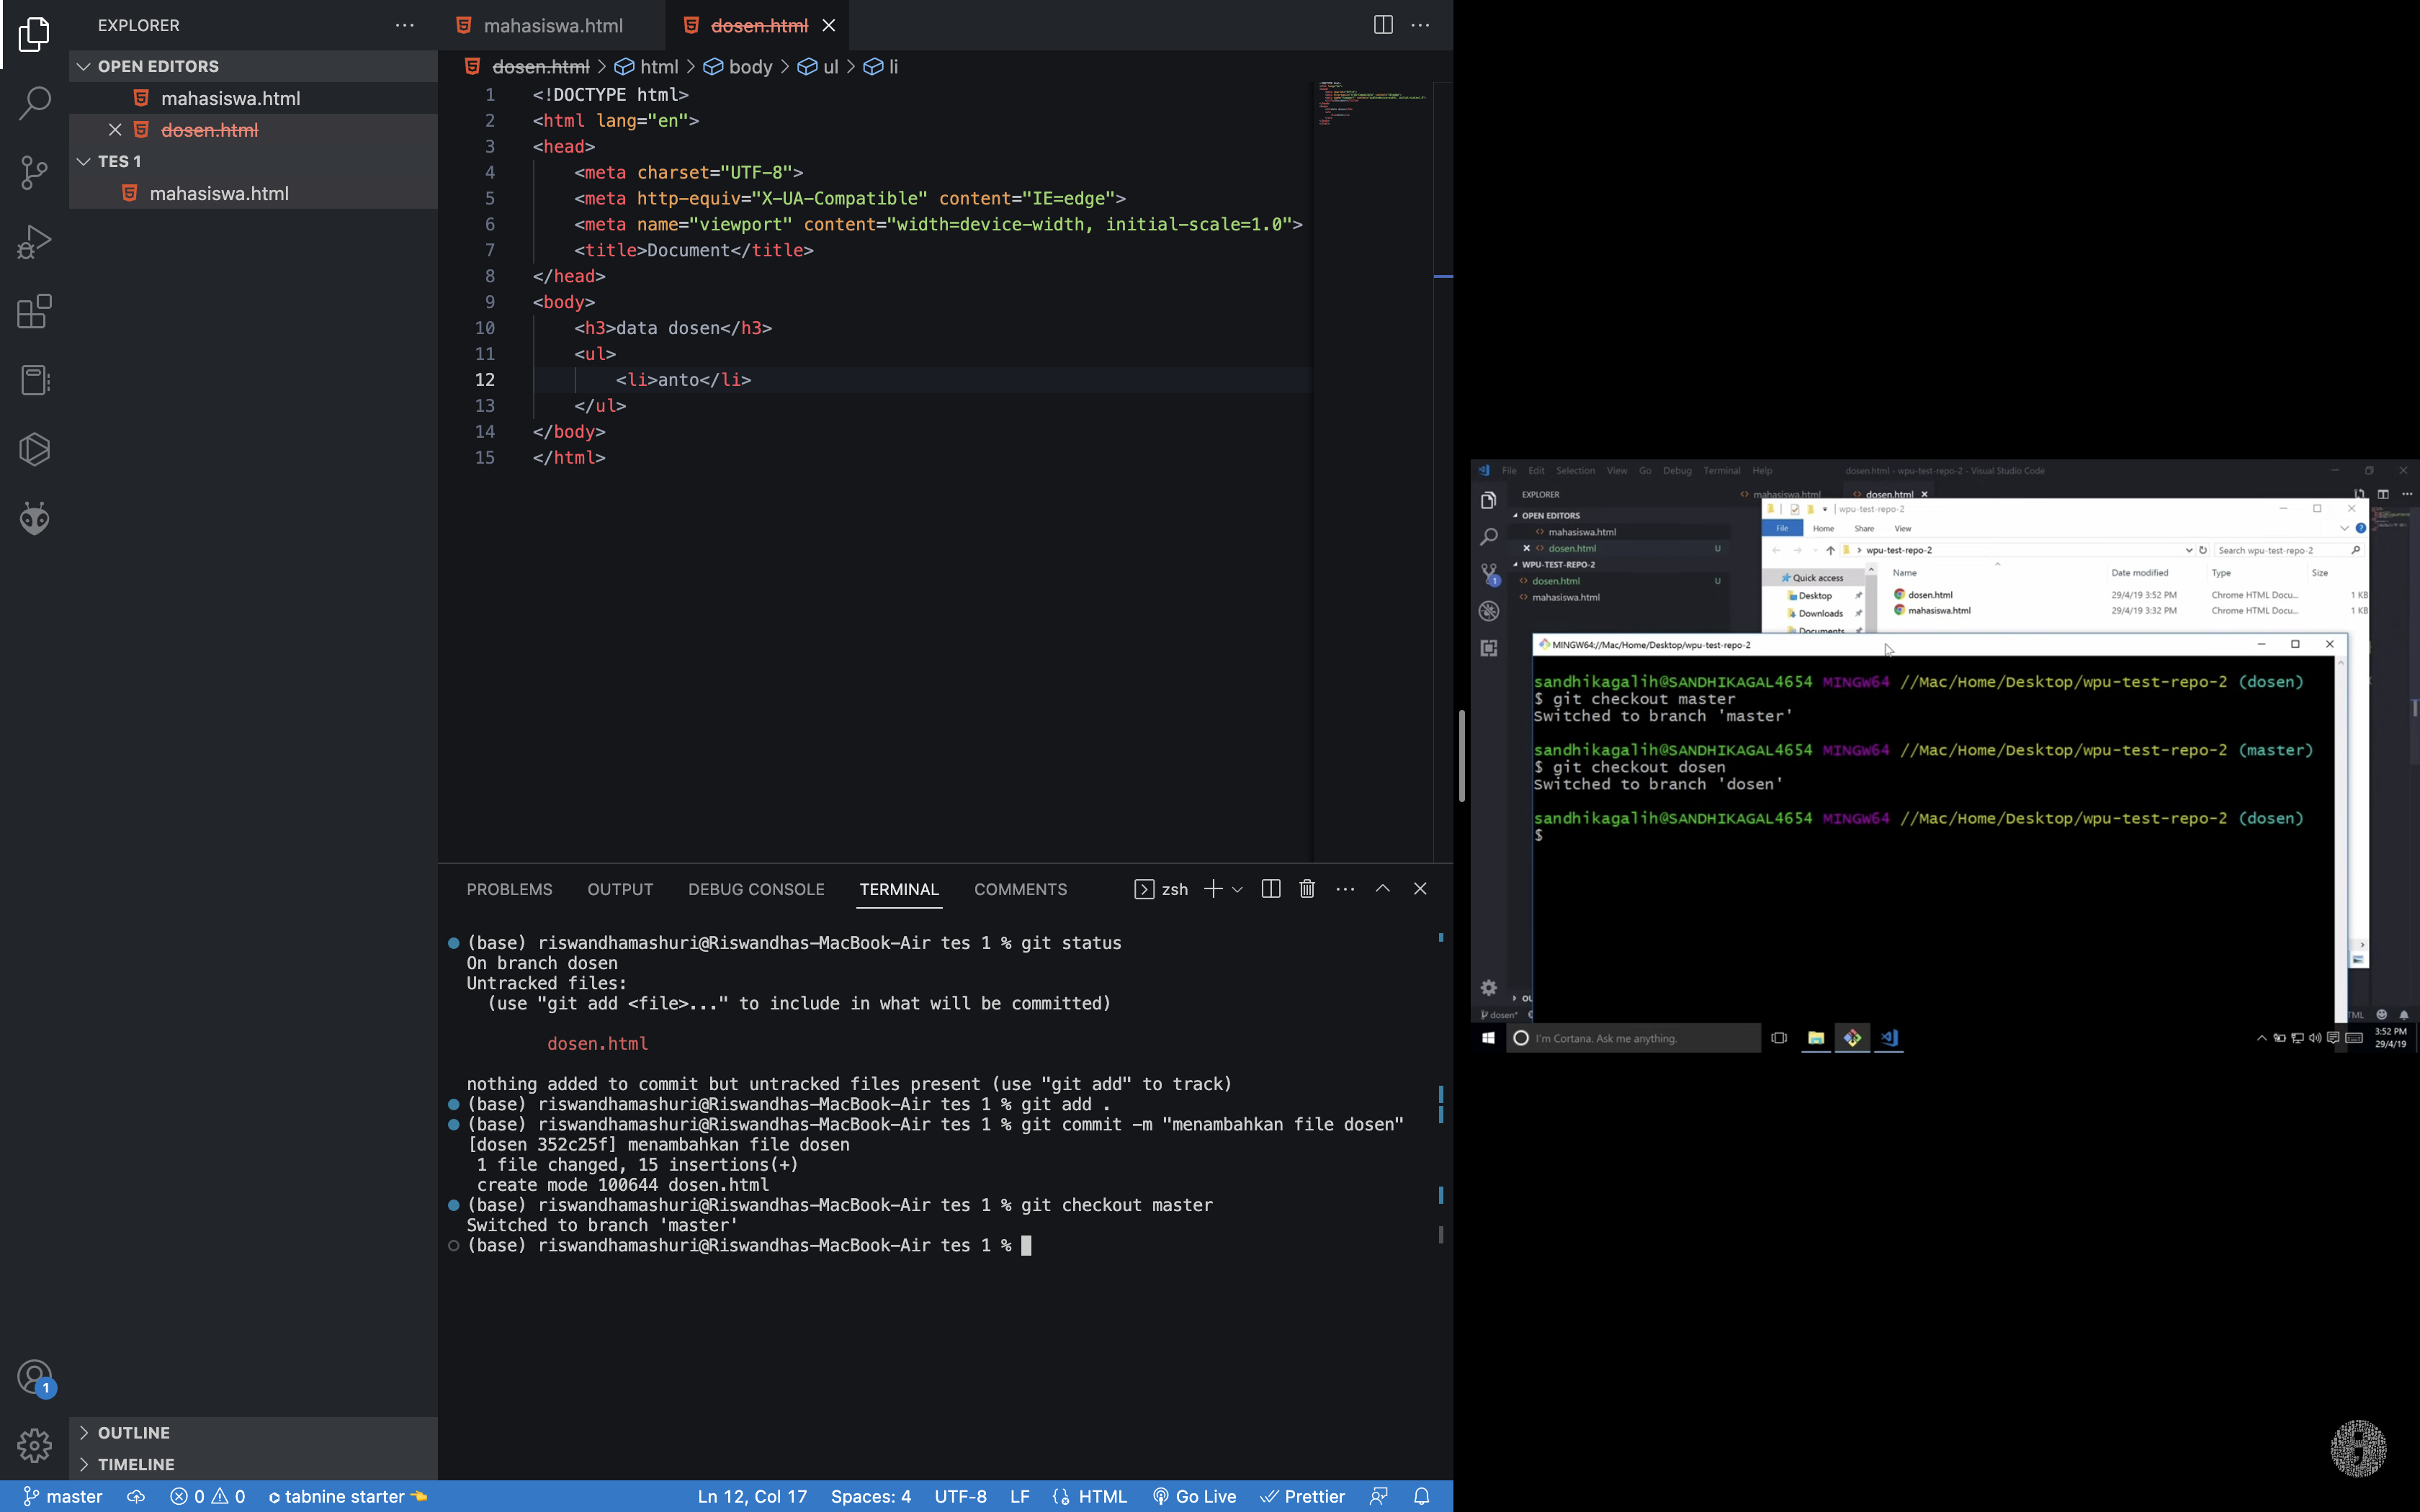 EXPLORER
OPEN EDITORS
mahasiswa.html
dosen.html
TES 1
mahasiswa.html
OUTLINE
TIMELINE
mahasiswa.html
dosen.html
dosen.html > html > body > ul > li
1 <!DOCTYPE html>
2 <html lang="en">
3 <head>
4 <meta charset="UTF-8">
5 <meta http-equiv="X-UA-Compatible" content="IE=edge">
6 <meta name="viewport" content="width=device-width, initial-scale=1.0">
7 <title>Document</title>
8 </head>
9 <body>
10 <h3>data dosen</h3>
11 <ul>
12 <li>anto</li>
13 </ul>
14 </body>
15 </html>
PROBLEMS OUTPUT DEBUG CONSOLE TERMINAL COMMENTS zsh
(base) riswandhamashuri@Riswandhas-MacBook-Air tes 1 % git status
On branch dosen
Untracked files:
(use "git add <file>..." to include in what will be committed)
dosen.html
nothing added to commit but untracked files present (use "git add" to track)
(base) riswandhamashuri@Riswandhas-MacBook-Air tes 1 % git add .
(base) riswandhamashuri@Riswandhas-MacBook-Air tes 1 % git commit -m "menambahkan file dosen"
[dosen 352c25f] menambahkan file dosen
1 file changed, 15 insertions(+)
create mode 100644 dosen.html
(base) riswandhamashuri@Riswandhas-MacBook-Air tes 1 % git checkout master
Switched to branch 'master'
(base) riswandhamashuri@Riswandhas-MacBook-Air tes 1 %
1
master 0 0 tabnine starter Ln 12, Col 17 Spaces: 4 UTF-8 LF HTML Go Live Prettier
File Edit Selection View Go Debug Terminal Help dosen.html - wpu-test-repo-2 - Visual Studio Code
EXPLORER mahasiswa.html dosen.html
OPEN EDITORS
mahasiswa.html
dosen.html U
WPU-TEST-REPO-2
dosen.html U
mahasiswa.html
1
wpu-test-repo-2
File Home Share View
wpu-test-repo-2 Search wpu-test-repo-2
Quick access
Desktop
Downloads
Documents
Name Date modified Type Size
dosen.html 29/4/19 3:52 PM Chrome HTML Docu... 1 KB
mahasiswa.html 29/4/19 3:32 PM Chrome HTML Docu... 1 KB
MINGW64://Mac/Home/Desktop/wpu-test-repo-2
sandhikagalih@SANDHIKAGAL4654 MINGW64 //Mac/Home/Desktop/wpu-test-repo-2 (dosen)
$ git checkout master
Switched to branch 'master'
sandhikagalih@SANDHIKAGAL4654 MINGW64 //Mac/Home/Desktop/wpu-test-repo-2 (master)
$ git checkout dosen
Switched to branch 'dosen'
sandhikagalih@SANDHIKAGAL4654 MINGW64 //Mac/Home/Desktop/wpu-test-repo-2 (dosen)
$
dosen*
I'm Cortana. Ask me anything.
3:52 PM
29/4/19